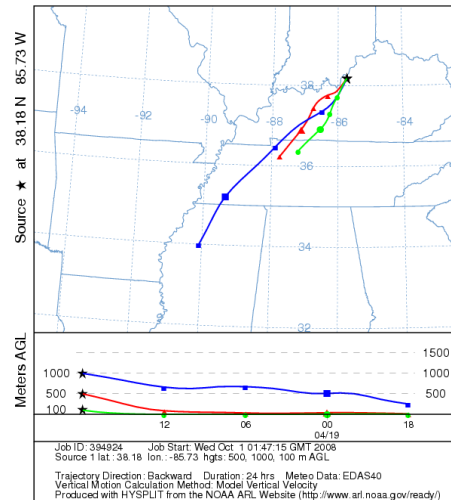 Source ★ at 38.18 N 85.73 W
-94
-92
-90
-88
-86
38
36
34
32
Meters AGL
1500
1000
1000
500
500
100
12
06
00
18
04/19
Job ID: 394924 Job Start: Wed Oct 1 01:47:15 2008
Source 1 lat.: 38.18 lon.: -85.73 hgts: 500, 1000, 100 m AGL
Trajectory Direction: Backward Duration: 24 hrs Meteo Data: EDAS40
Vertical Motion Calculation Method: Model Vertical Velocity
Produced with HYSPLIT from the NOAA ARL Website (http://www.arl.noaa.gov/ready/)